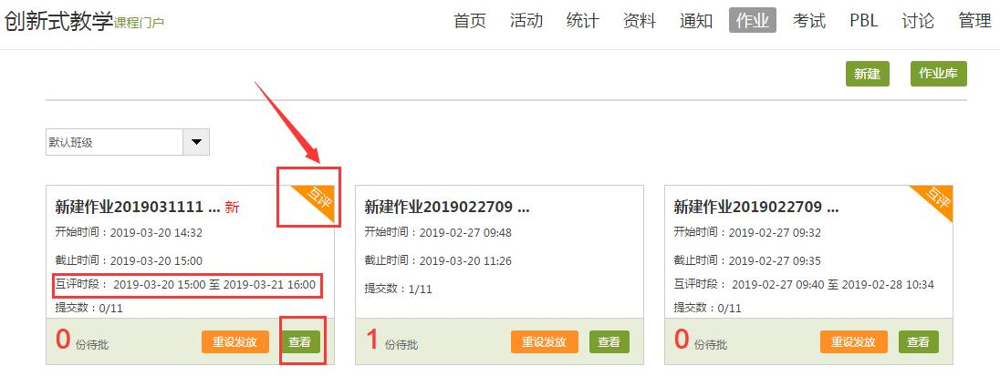 创新式教学课程门户
首页 活动 统计 资料 通知 作业 考试 PBL 讨论 管理
新建 作业库
默认班级
互评
新建作业2019031111 ... 新
开始时间：2019-03-20 14:32
截止时间：2019-03-20 15:00
互评时段： 2019-03-20 15:00 至 2019-03-21 16:00
提交数：0/11
0 份待批 重设发放 查看
新建作业2019022709 ...
开始时间：2019-02-27 09:48
截止时间：2019-03-20 11:26
提交数：1/11
1 份待批 重设发放 查看
互评
新建作业2019022709 ...
开始时间：2019-02-27 09:32
截止时间：2019-02-27 09:35
互评时段： 2019-02-27 09:40 至 2019-02-28 10:34
提交数：0/11
0 份待批 重设发放 查看